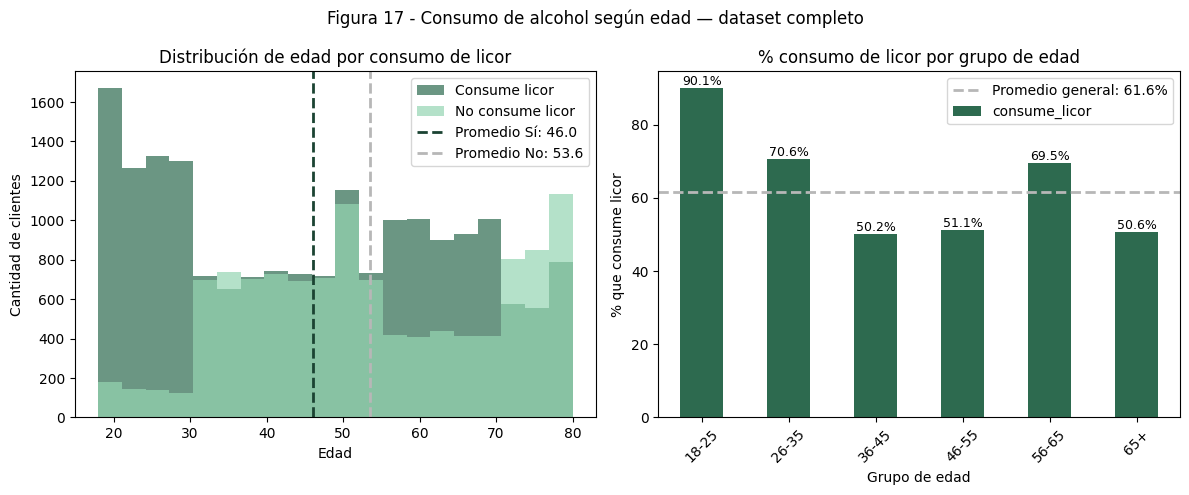 Figura 17 - Consumo de alcohol según edad — dataset completo
Distribución de edad por consumo de licor
Cantidad de clientes
1600
1400
1200
1000
800
600
400
200
0
20
30
40
50
60
70
80
Edad
Consume licor
No consume licor
Promedio Sí: 46.0
Promedio No: 53.6
% consumo de licor por grupo de edad
% que consume licor
80
60
40
20
0
90.1%
70.6%
50.2%
51.1%
69.5%
50.6%
18-25
26-35
36-45
46-55
56-65
65+
Grupo de edad
Promedio general: 61.6%
consume_licor